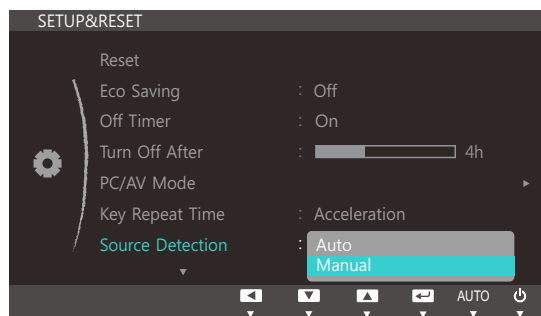 SETUP&RESET
Reset
Eco Saving : Off
Off Timer : On
Turn Off After : 4h
PC/AV Mode
Key Repeat Time : Acceleration
Source Detection : Auto
Manual
AUTO